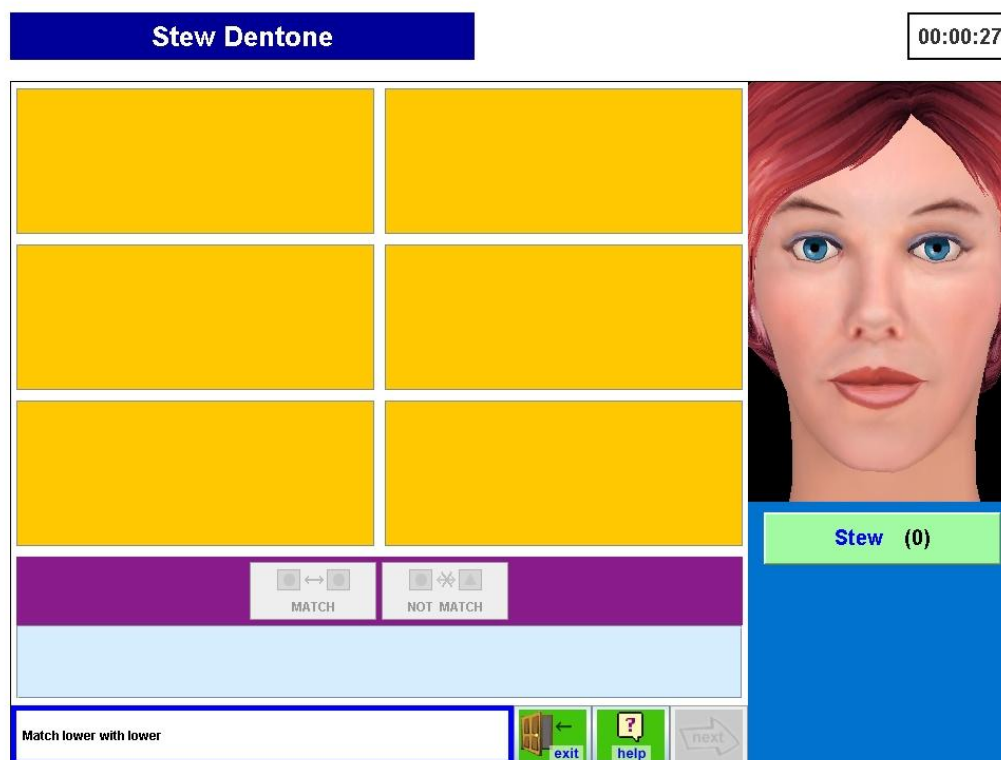 Stew Dentone
00:00:27
Stew (0)
MATCH
NOT MATCH
Match lower with lower
exit
?
help
next